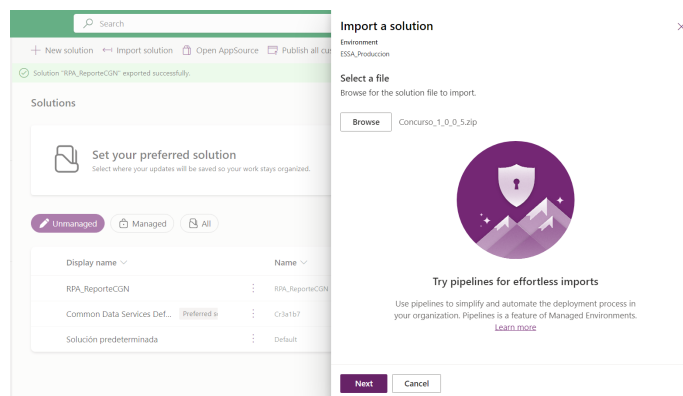 Search
New solution
Import solution
Open AppSource
Publish all cus
Solution "RPA_ReporteCGN" exported successfully.
Solutions
Set your preferred solution
Select where your updates will be saved so your work stays organized.
Unmanaged
Managed
All
Display name
Name
RPA_ReporteCGN
RPA_ReporteCGN
Common Data Services Def...
Preferred s
Cr3a1b7
Solución predeterminada
Default
Import a solution
Environment
ESSA_Produccion
Select a file
Browse for the solution file to import.
Browse
Concurso_1_0_0_5.zip
Try pipelines for effortless imports
Use pipelines to simplify and automate the deployment process in
your organization. Pipelines is a feature of Managed Environments.
Learn more
Next
Cancel